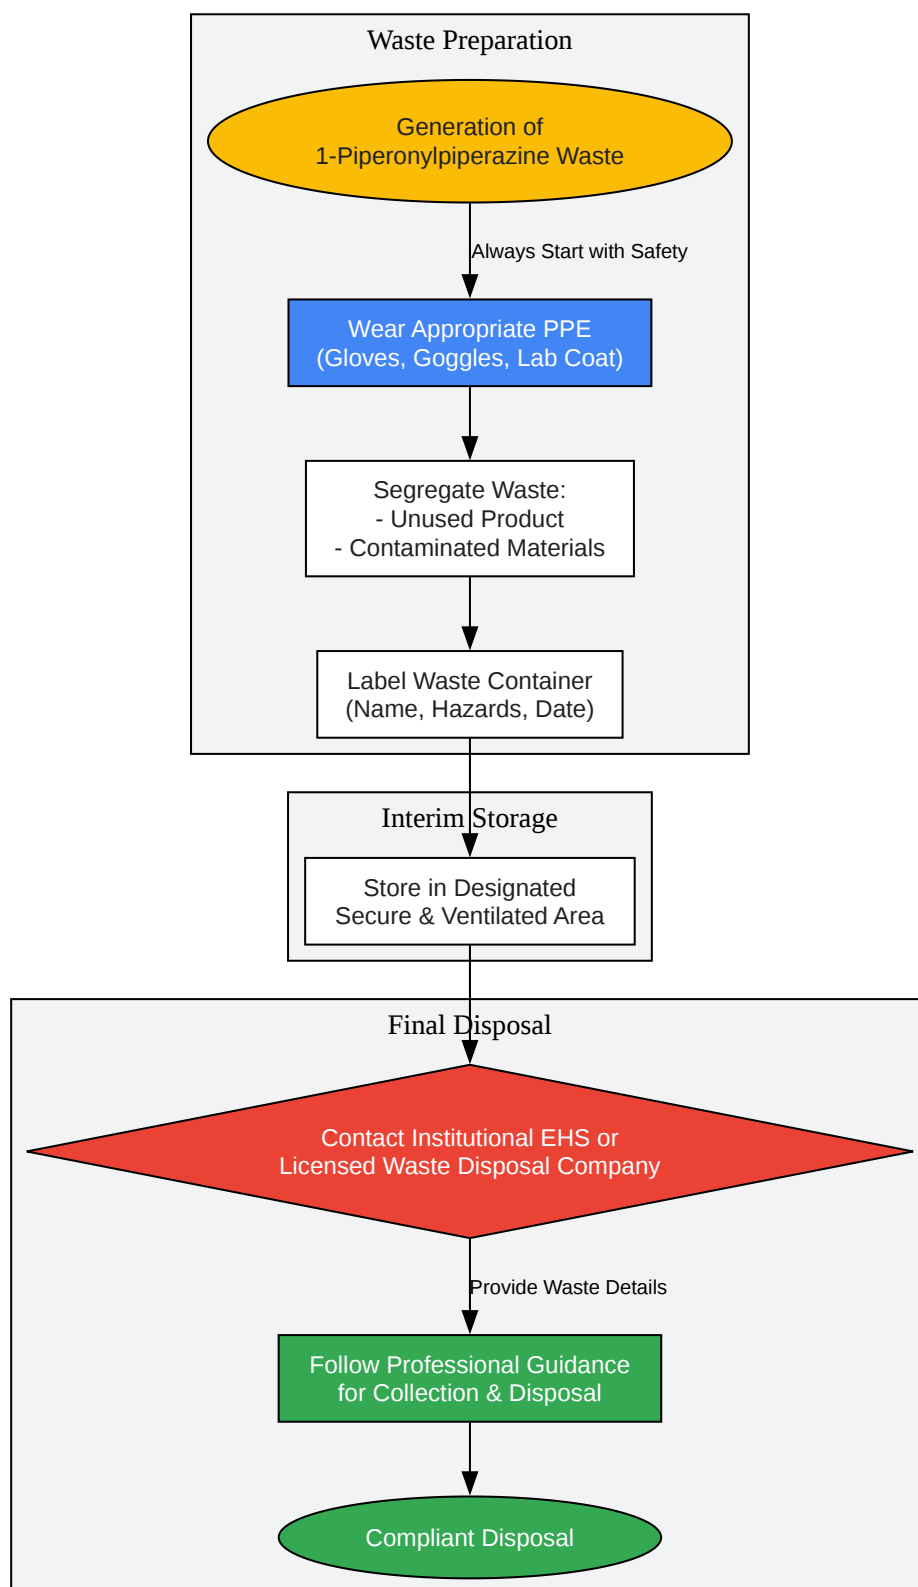 Waste Preparation
Generation of
1-Piperonylpiperazine Waste
Always Start with Safety
Wear Appropriate PPE
(Gloves, Goggles, Lab Coat)
Segregate Waste:
- Unused Product
- Contaminated Materials
Label Waste Container
(Name, Hazards, Date)
Interim Storage
Store in Designated
Secure & Ventilated Area
Final Disposal
Contact Institutional EHS or
Licensed Waste Disposal Company
Provide Waste Details
Follow Professional Guidance
for Collection & Disposal
Compliant Disposal